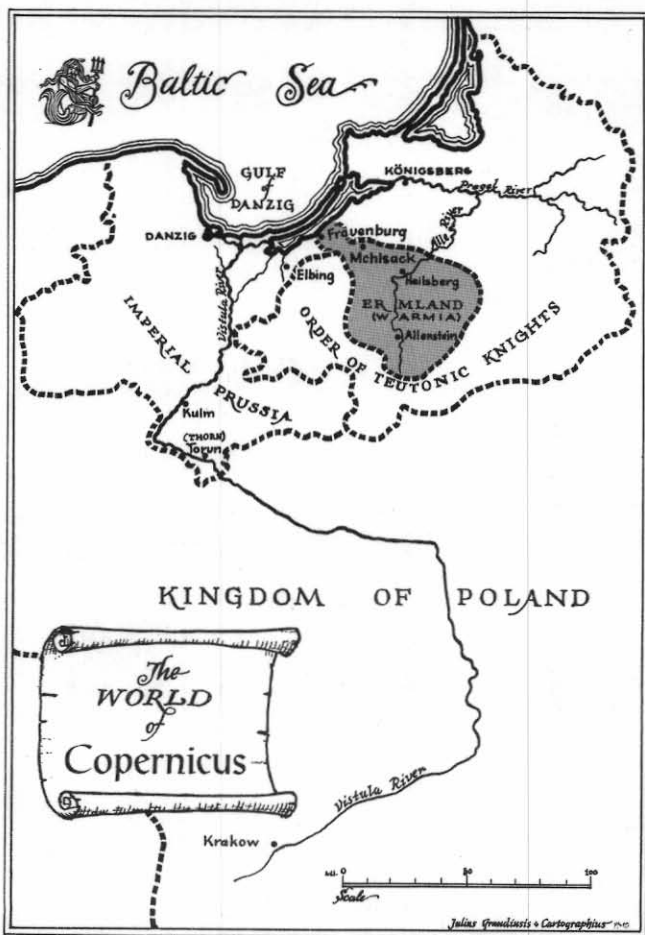 Baltic Sea
GULF
of
DANZIG
KÖNIGSBERG
Pregel River
DANZIG
Frauenburg
Alle River
Mehlsack
Elbing
Heilsberg
Vistula River
ERMLAND
(WARMIA)
Allenstein
IMPERIAL
PRUSSIA
ORDER OF TEUTONIC KNIGHTS
Kulm
(THORN)
Torun
KINGDOM OF POLAND
The
WORLD
of
Copernicus
Vistula River
Krakow
0 50 100
Scale
Julius Graudinsis • Cartographius